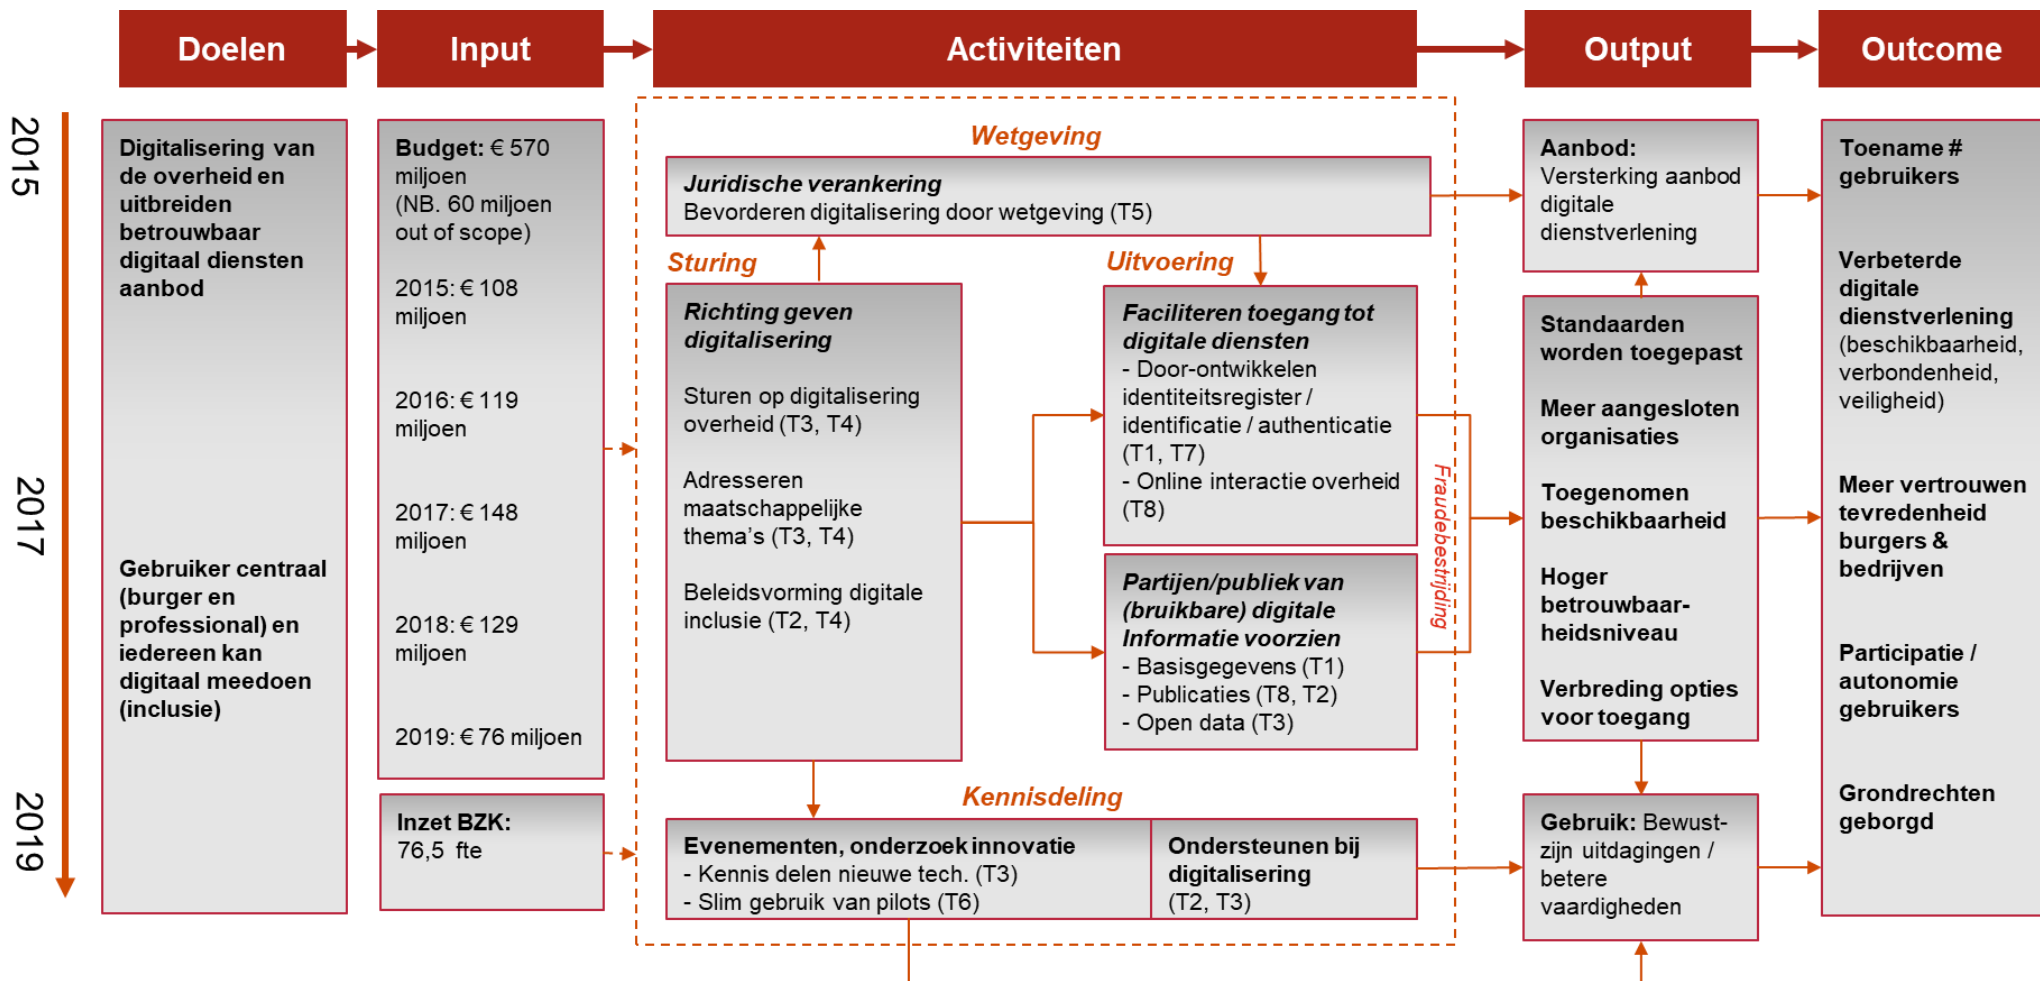 Doelen
Input
Activiteiten
Output
Outcome
2015
2017
2019
Digitalisering van
de overheid en
uitbreiden
betrouwbaar
digitaal diensten
aanbod
Gebruiker centraal
(burger en
professional) en
iedereen kan
digitaal meedoen
(inclusie)
Budget: € 570
miljoen
(NB. 60 miljoen
out of scope)
2015: € 108
miljoen
2016: € 119
miljoen
2017: € 148
miljoen
2018: € 129
miljoen
2019: € 76 miljoen
Inzet BZK:
76,5 fte
Wetgeving
Juridische verankering
Bevorderen digitalisering door wetgeving (T5)
Sturing
Richting geven
digitalisering
Sturen op digitalisering
overheid (T3, T4)
Adresseren
maatschappelijke
thema's (T3, T4)
Beleidsvorming digitale
inclusie (T2, T4)
Uitvoering
Faciliteren toegang tot
digitale diensten
- Door-ontwikkelen
identiteitsregister /
identificatie / authenticatie
(T1, T7)
- Online interactie overheid
(T8)
Partijen/publiek van
(bruikbare) digitale
Informatie voorzien
- Basisgegevens (T1)
- Publicaties (T8, T2)
- Open data (T3)
Fraudebestrijding
Kennisdeling
Evenementen, onderzoek innovatie
- Kennis delen nieuwe tech. (T3)
- Slim gebruik van pilots (T6)
Ondersteunen bij
digitalisering
(T2, T3)
Aanbod:
Versterking aanbod
digitale
dienstverlening
Standaarden
worden toegepast
Meer aangesloten
organisaties
Toegenomen
beschikbaarheid
Hoger
betrouwbaar-
heidsniveau
Verbreding opties
voor toegang
Gebruik: Bewust-
zijn uitdagingen /
betere
vaardigheden
Toename #
gebruikers
Verbeterde
digitale
dienstverlening
(beschikbaarheid,
verbondenheid,
veiligheid)
Meer vertrouwen
tevredenheid
burgers &
bedrijven
Participatie /
autonomie
gebruikers
Grondrechten
geborgd